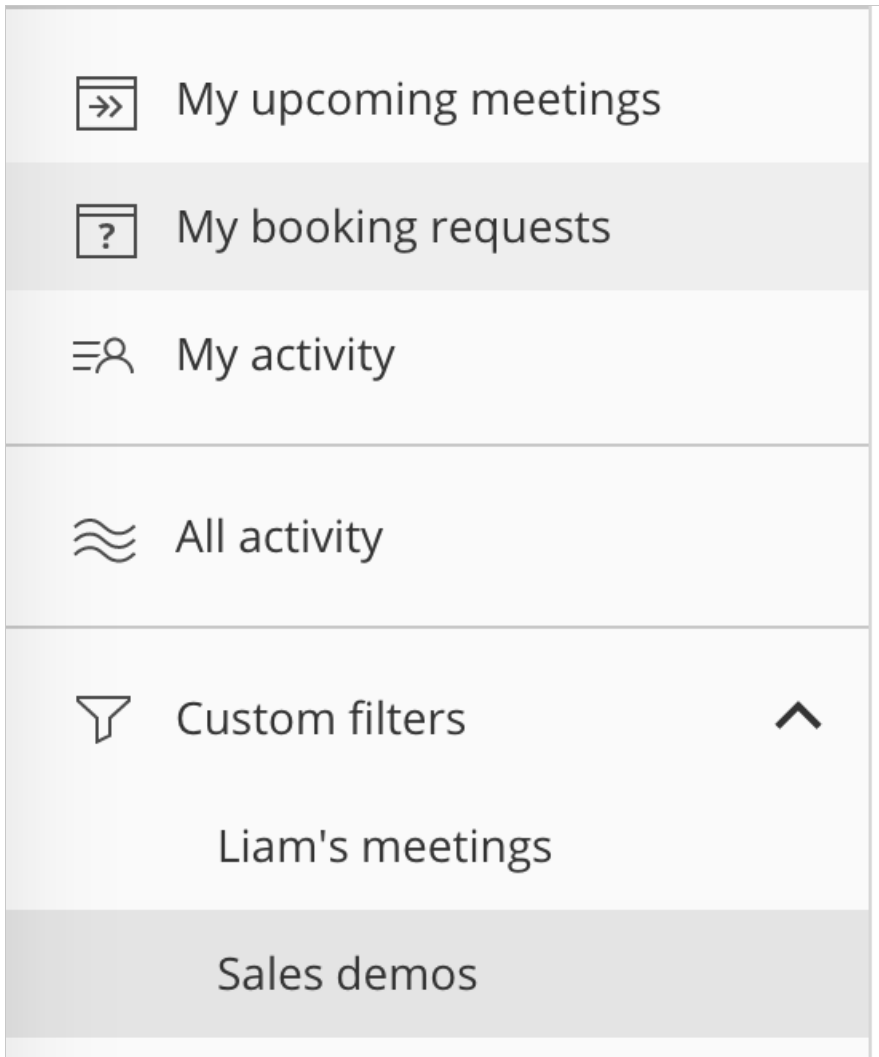 My upcoming meetings
? My booking requests
My activity
All activity
Custom filters
Liam's meetings
Sales demos